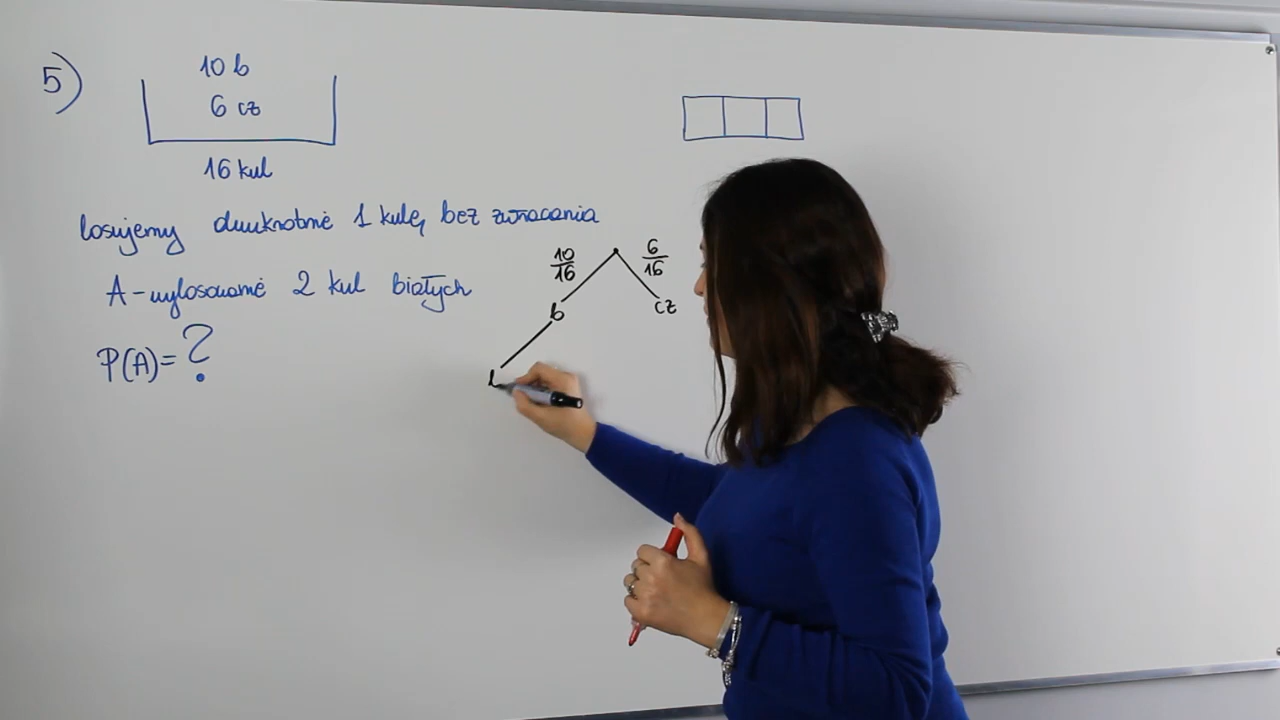 5)
10 b
6 cz
16 kul
losujemy dwukrotnie 1 kulę bez zwracania
A - wylosowanie 2 kul białych
P(A) = ?
10/16 6/16
b cz